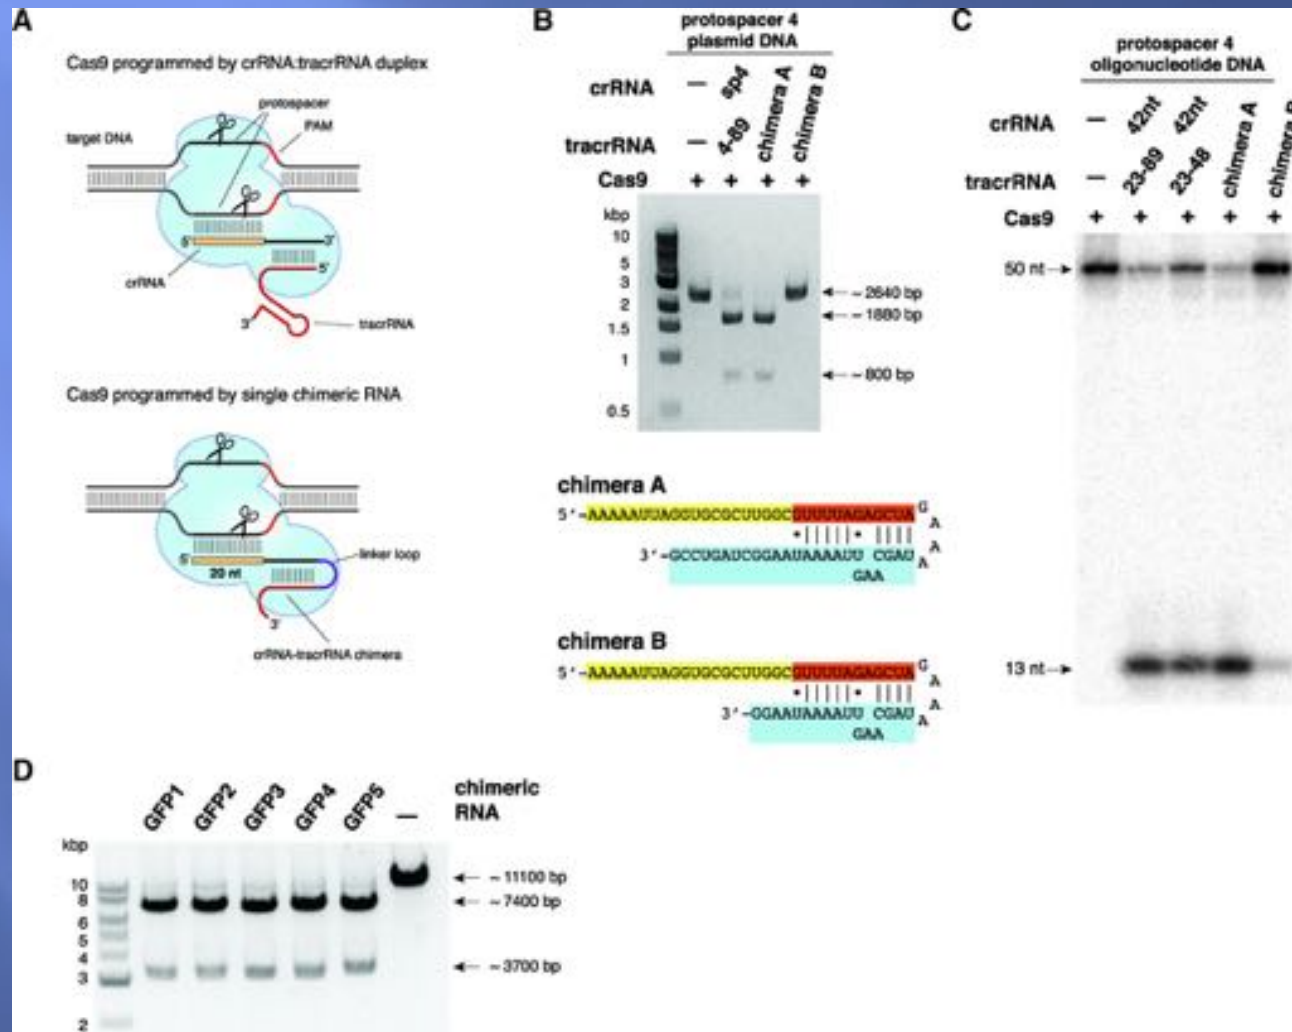 A
Cas9 programmed by crRNA:tracrRNA duplex
protospacer
PAM
target DNA
5'
3'
5'
crRNA
3'
tracrRNA
Cas9 programmed by single chimeric RNA
linker loop
5'
20 nt
3'
crRNA-tracrRNA chimera
B
protospacer 4
plasmid DNA
crRNA — sp4 chimera A chimera B
tracrRNA — 4-89
Cas9 + + + +
kbp
10
5
3
2
1.5
1
0.5
~ 2640 bp
~ 1880 bp
~ 800 bp
chimera A
5'-AAAAAUUAGGUGCGCUUGGCGUUUUAGAGCUA G
A
A
3'-GCCUGAUCGGAAUAAAAUU CGAU A
GAA
chimera B
5'-AAAAAUUAGGUGCGCUUGGCGUUUUAGAGCUA G
A
A
3'-GGAAUAAAAUU CGAU A
GAA
C
protospacer 4
oligonucleotide DNA
crRNA — 42nt 42nt chimera A
tracrRNA — 23-89 23-48
Cas9 + + + + +
50 nt
13 nt
D
GFP1 GFP2 GFP3 GFP4 GFP5 — chimeric
RNA
kbp
10
8
6
5
4
3
2
~ 11100 bp
~ 7400 bp
~ 3700 bp